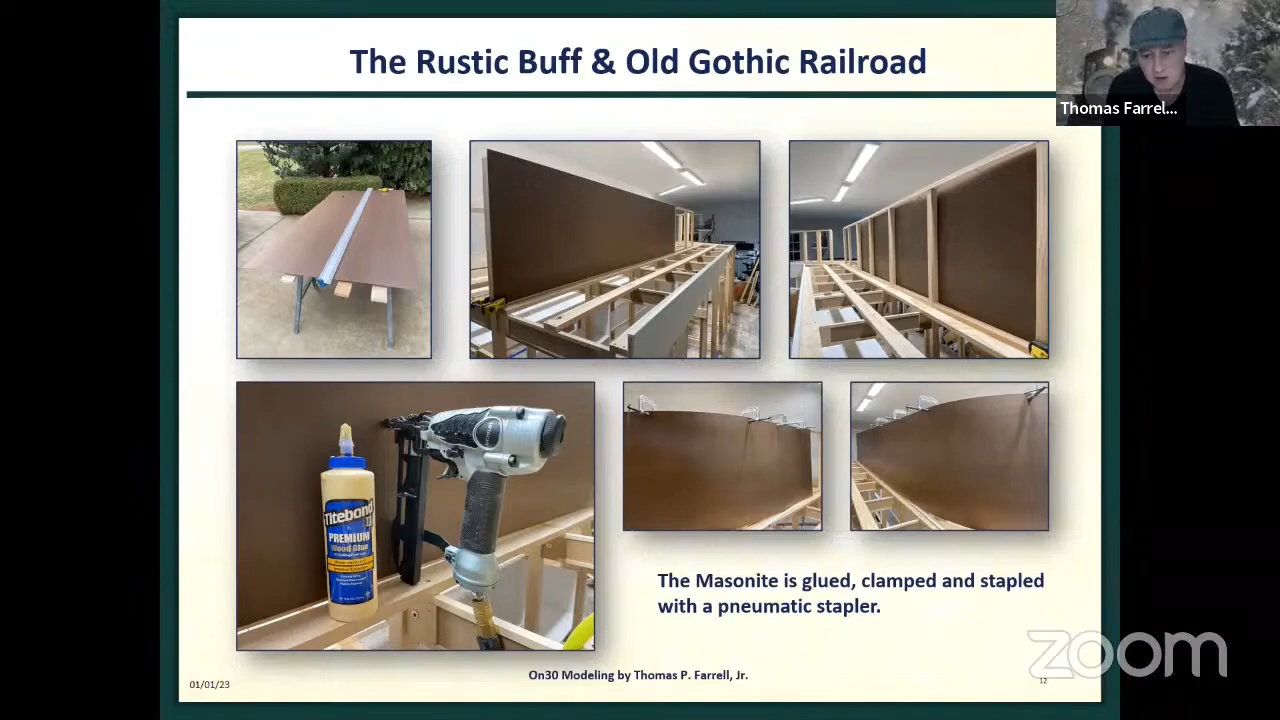 The Rustic Buff & Old Gothic Railroad
Thomas Farrel...
Titebond
PREMIUM
Wood Glue
The Masonite is glued, clamped and stapled
with a pneumatic stapler.
zoom
On30 Modeling by Thomas P. Farrell, Jr.
01/01/23
12